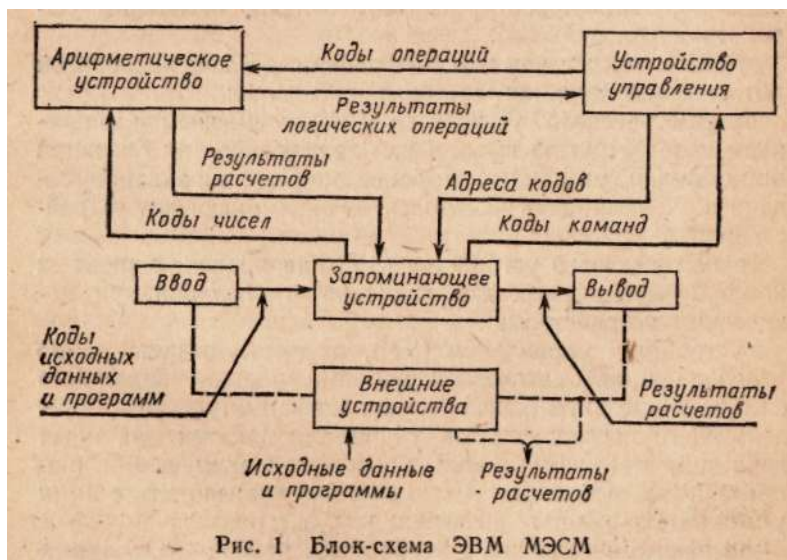 Арифметическое
устройство
Коды операций
Устройство
управления
Результаты
логических операций
Результаты
расчетов
Адреса кодов
Коды чисел
Коды команд
Ввод
Запоминающее
устройство
Вывод
Коды
исходных
данных
и программ
Внешние
устройства
Результаты
расчетов
Исходные данные
и программы
Результаты
расчетов
Рис. 1 Блок-схема ЭВМ МЭСМ